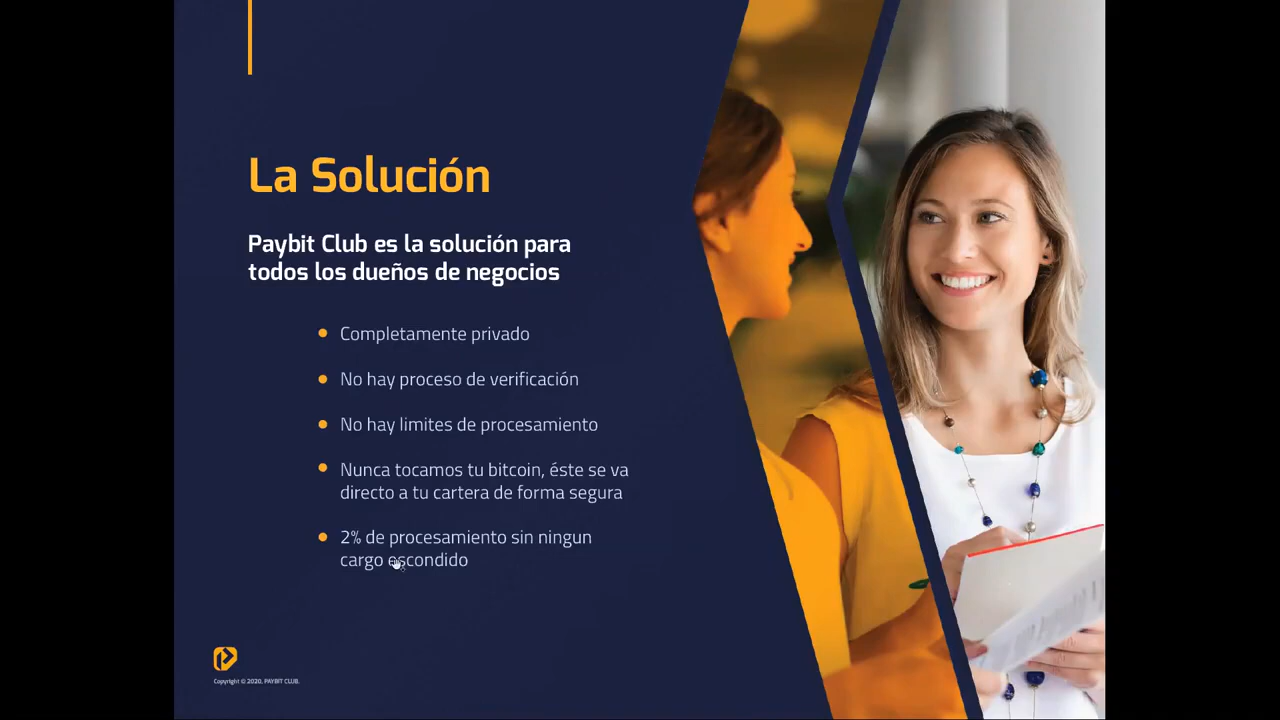 La Solución
Paybit Club es la solución para
todos los dueños de negocios
Completamente privado
No hay proceso de verificación
No hay limites de procesamiento
Nunca tocamos tu bitcoin, éste se va
directo a tu cartera de forma segura
2% de procesamiento sin ningun
cargo escondido
Copyright © 2020, PAYBIT CLUB.